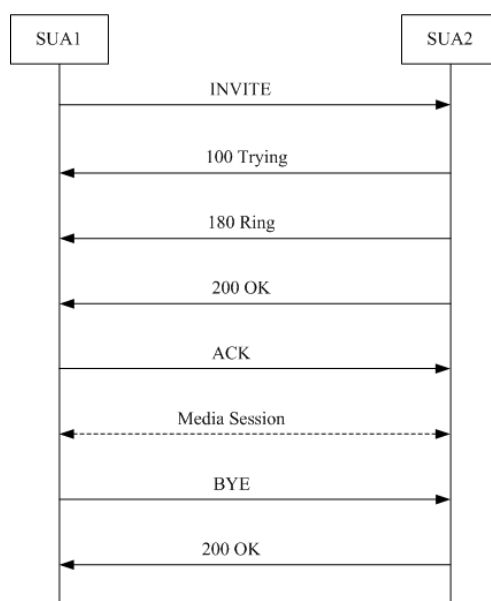 SUA1
SUA2
INVITE
100 Trying
180 Ring
200 OK
ACK
Media Session
BYE
200 OK